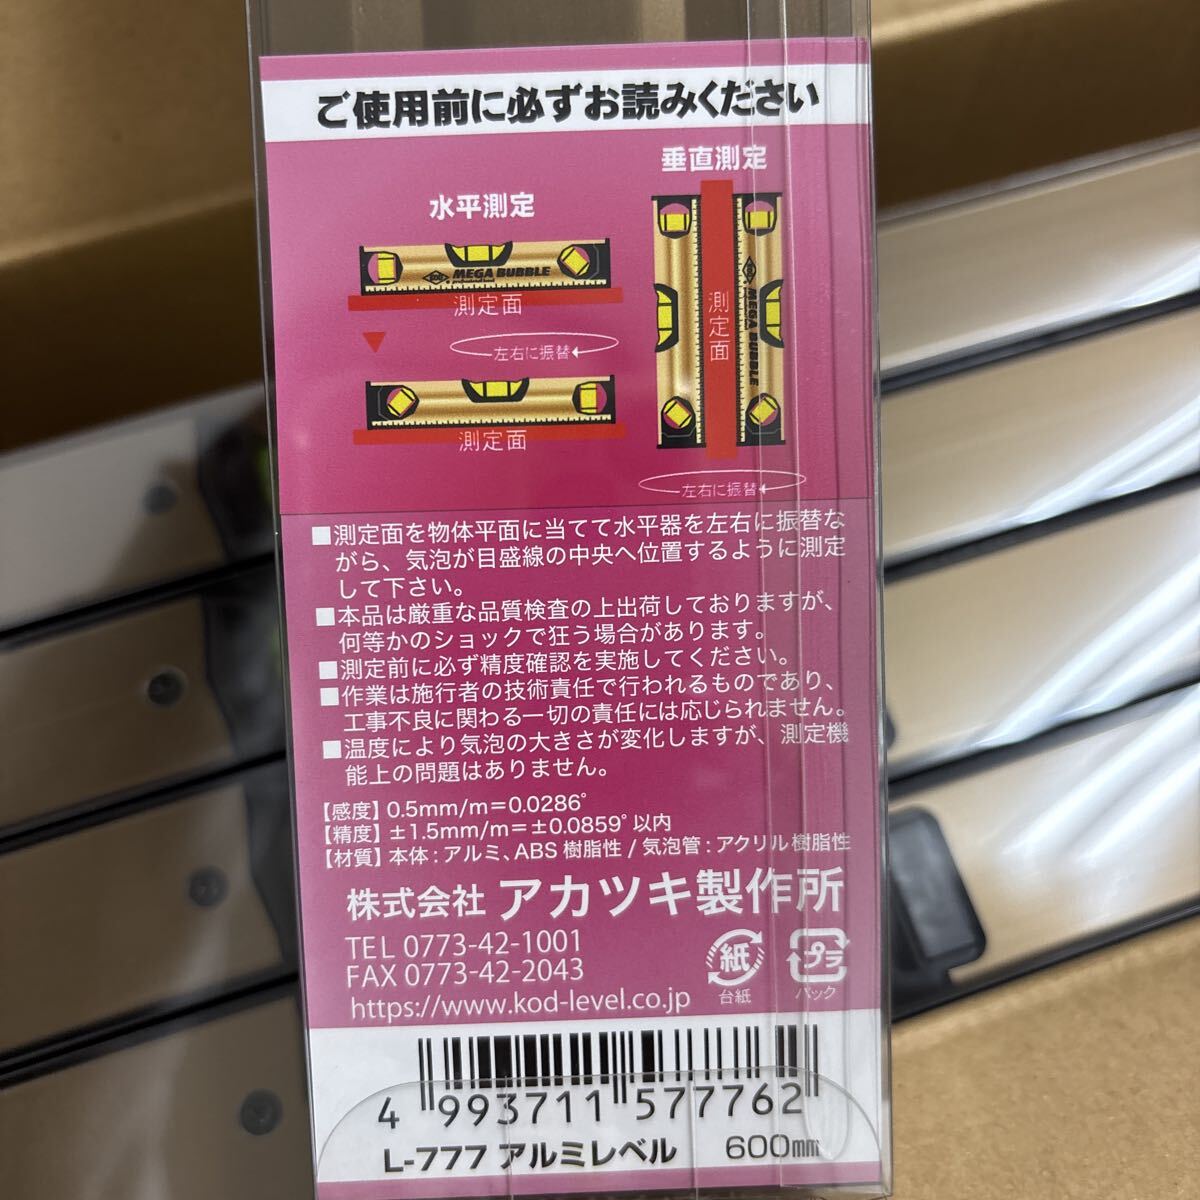 ご使用前に必ずお読みください
水平測定
垂直測定
MEGA BUBBLE
測定面
左右に振替
測定面
測定面
MEGA BUBBLE
左右に振替
■測定面を物体平面に当てて水平器を左右に振替な
がら、気泡が目盛線の中央へ位置するように測定
して下さい。
■本品は厳重な品質検査の上出荷しておりますが、
何等かのショックで狂う場合があります。
■測定前に必ず精度確認を実施してください。
■作業は施行者の技術責任で行われるものであり、
工事不良に関わる一切の責任には応じられません。
■温度により気泡の大きさが変化しますが、測定機
能上の問題はありません。
【感度】0.5mm/m=0.0286°
【精度】±1.5mm/m=±0.0859°以内
【材質】本体:アルミ、ABS樹脂性/気泡管:アクリル樹脂性
株式会社 アカツキ製作所
TEL 0773-42-1001
FAX 0773-42-2043
https://www.kod-level.co.jp
紙
台紙
プラ
パック
4 993711 577762
L-777 アルミレベル 600mm